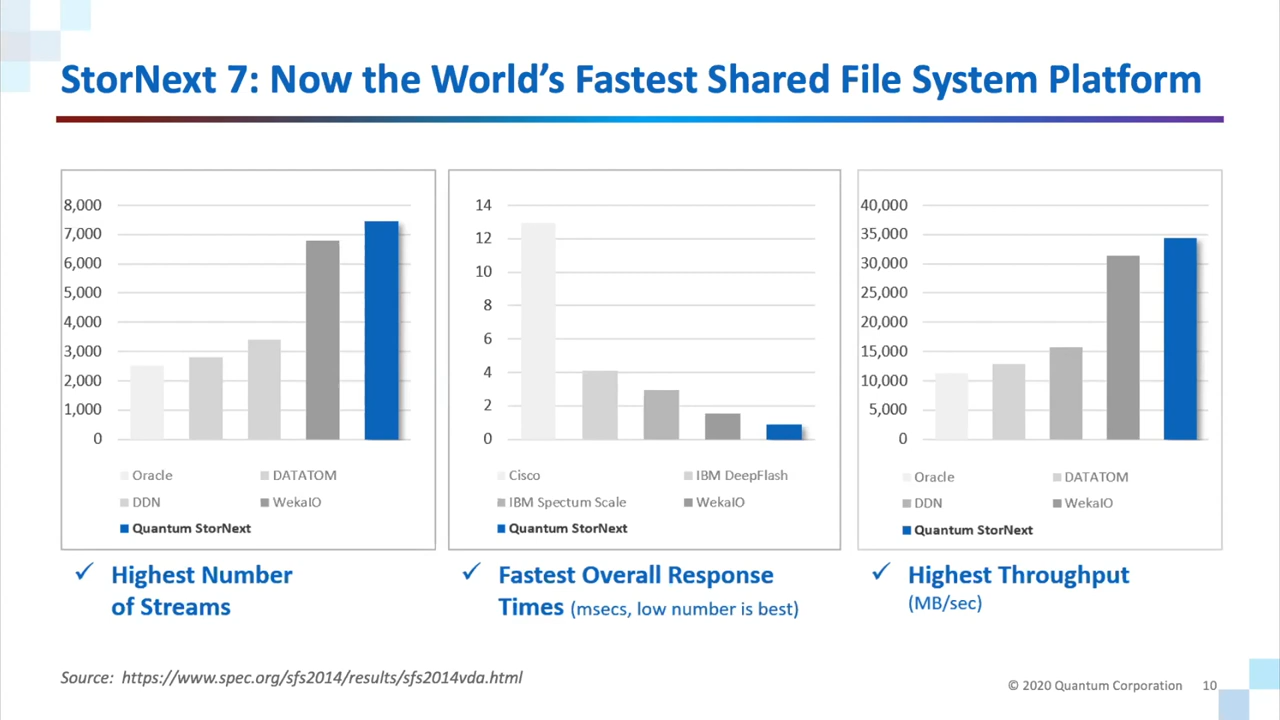 StorNext 7: Now the World's Fastest Shared File System Platform
8,000
7,000
6,000
5,000
4,000
3,000
2,000
1,000
0
Oracle DATATOM
DDN WekaIO
Quantum StorNext
✓ Highest Number
of Streams
14
12
10
8
6
4
2
0
Cisco IBM DeepFlash
IBM Spectum Scale WekaIO
Quantum StorNext
✓ Fastest Overall Response
Times (msecs, low number is best)
40,000
35,000
30,000
25,000
20,000
15,000
10,000
5,000
0
Oracle DATATOM
DDN WekaIO
Quantum StorNext
✓ Highest Throughput
(MB/sec)
Source: https://www.spec.org/sfs2014/results/sfs2014vda.html
© 2020 Quantum Corporation 10